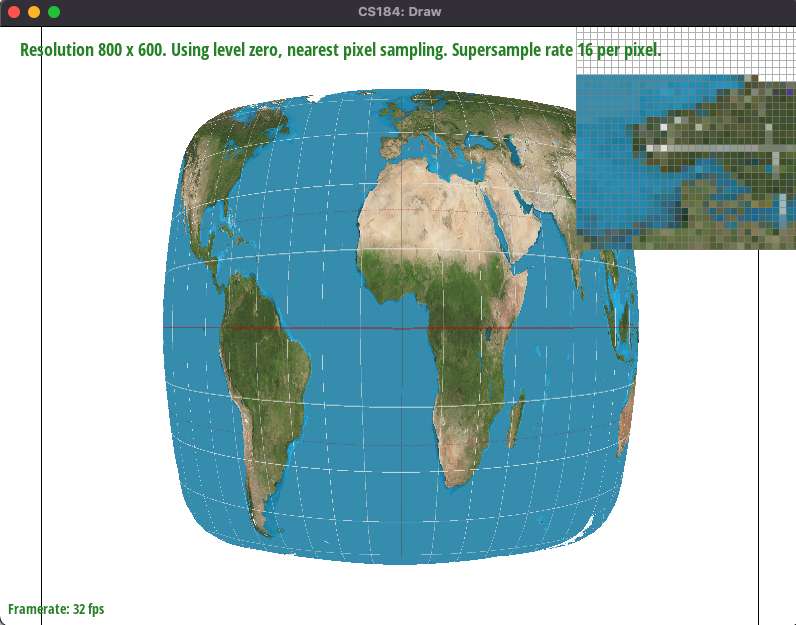 CS184: Draw
Resolution 800 x 600. Using level zero, nearest pixel sampling. Supersample rate 16 per pixel.
Framerate: 32 fps